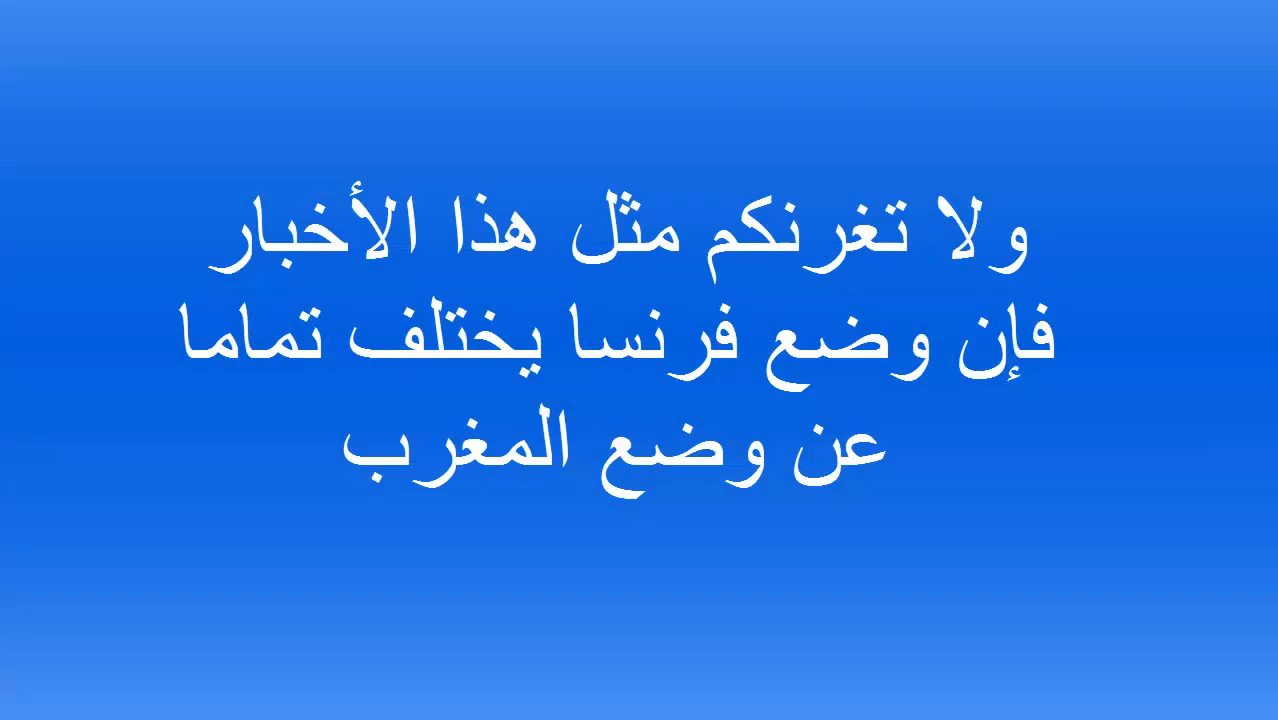 ولا تغرنكم مثل هذا الأخبار
فإن وضع فرنسا يختلف تماما
عن وضع المغرب